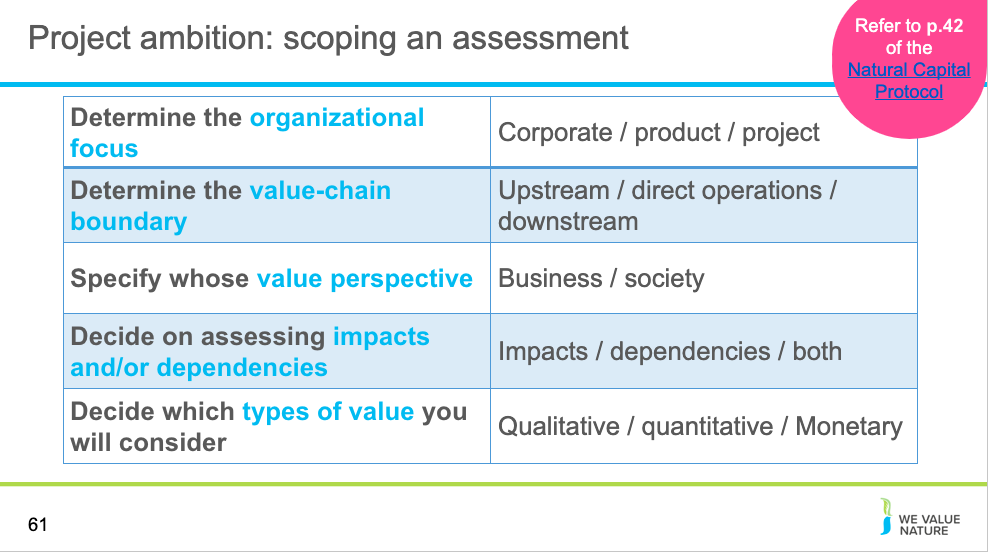 Project ambition: scoping an assessment
Refer to p.42
of the
Natural Capital
Protocol
Determine the organizational
focus
Corporate / product / project
Determine the value-chain
boundary
Upstream / direct operations /
downstream
Specify whose value perspective
Business / society
Decide on assessing impacts
and/or dependencies
Impacts / dependencies / both
Decide which types of value you
will consider
Qualitative / quantitative / Monetary
61
WE VALUE
NATURE